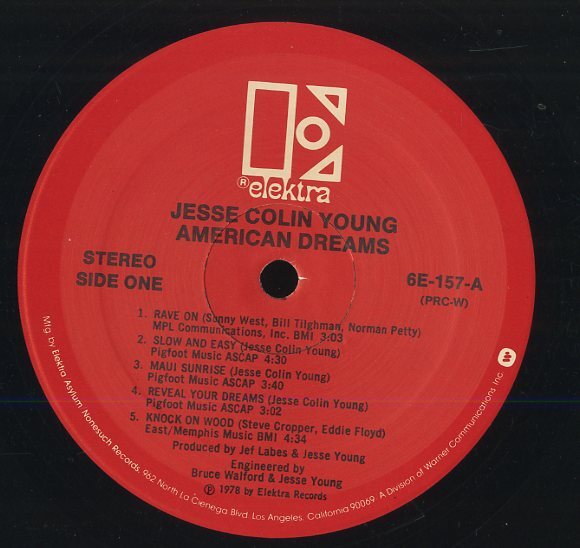 ® elektra
JESSE COLIN YOUNG
AMERICAN DREAMS
STEREO
SIDE ONE
6E-157-A
(PRC-W)
1. RAVE ON (Sonny West, Bill Tilghman, Norman Petty)
MPL Communications, Inc. BMI 3:03
2. SLOW AND EASY (Jesse Colin Young)
Pigfoot Music ASCAP 4:30
3. MAUI SUNRISE (Jesse Colin Young)
Pigfoot Music ASCAP 3:40
4. REVEAL YOUR DREAMS (Jesse Colin Young)
Pigfoot Music ASCAP 3:02
5. KNOCK ON WOOD (Steve Cropper, Eddie Floyd)
East/Memphis Music BMI 4:34
Produced by Jef Labes & Jesse Young
Engineered by
Bruce Walford & Jesse Young
℗ 1978 by Elektra Records
Mfg. by Elektra Asylum Nonesuch Records 962 North La Cienega Blvd. Los Angeles, California 90069 A Division of Warner Communications Inc.